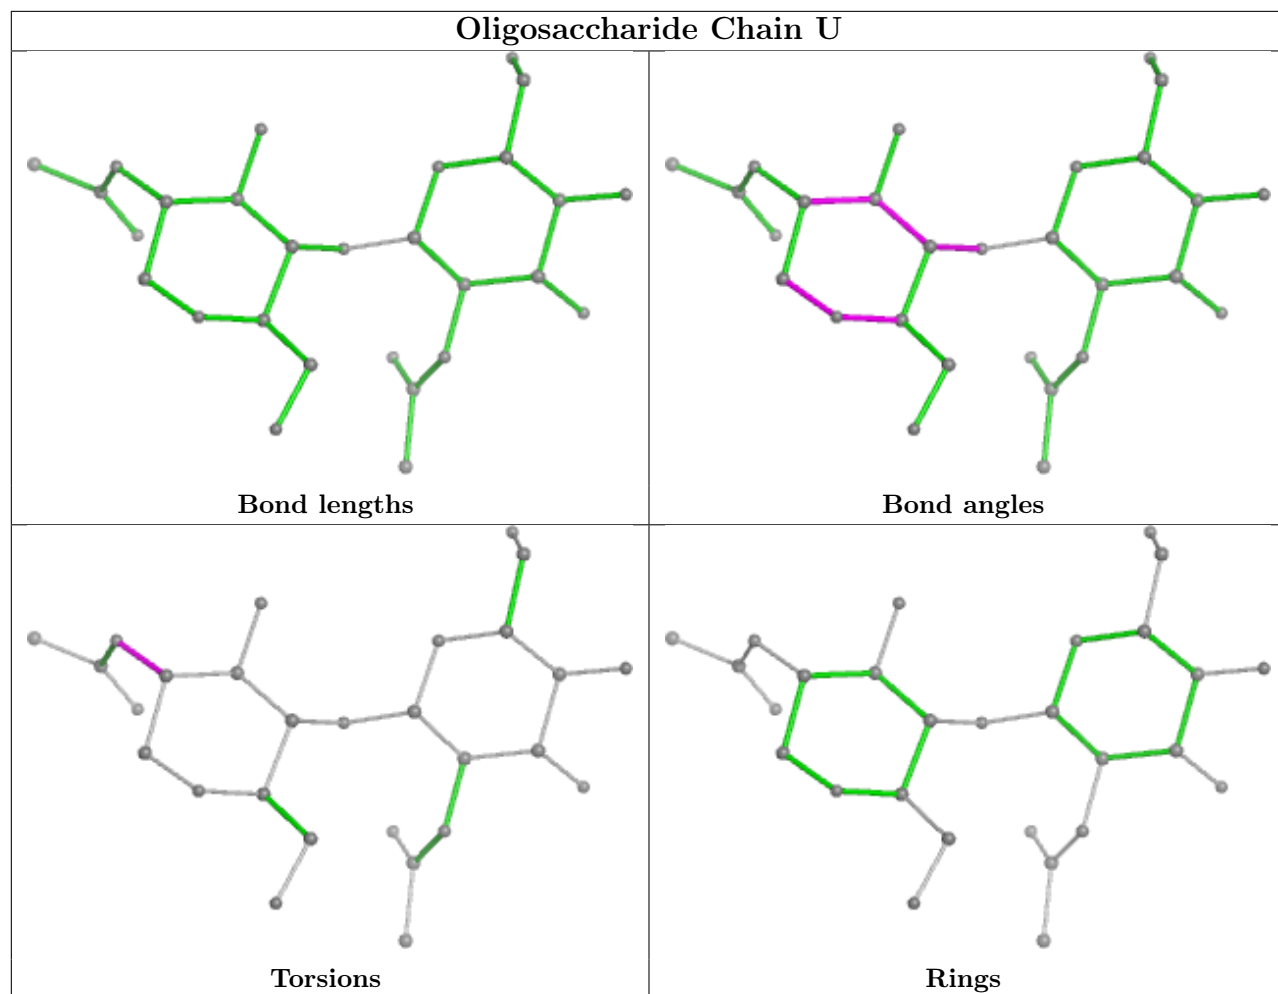 Oligosaccharide Chain U
Bond lengths
Bond angles
Torsions
Rings